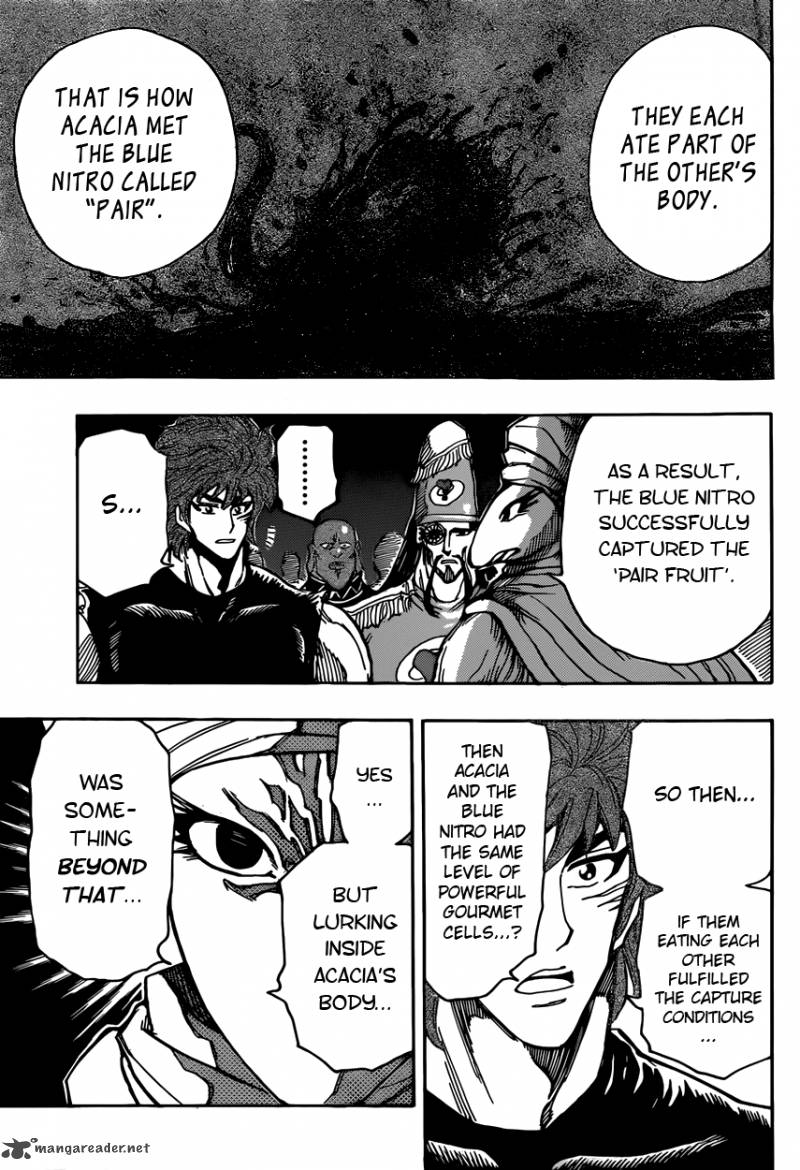 THEY EACH
ATE PART OF
THE OTHER'S
BODY.
THAT IS HOW
ACACIA MET
THE BLUE
NITRO CALLED
"PAIR".
AS A RESULT,
THE BLUE NITRO
SUCCESSFULLY
CAPTURED THE
'PAIR FRUIT'.
.........
S...
SO THEN...
IF THEM
EATING EACH
OTHER
FULFILLED
THE CAPTURE
CONDITIONS
...
THEN
ACACIA
AND THE
BLUE
NITRO HAD
THE SAME
LEVEL OF
POWERFUL
GOURMET
CELLS...?
YES
...
BUT
LURKING
INSIDE
ACACIA'S
BODY...
WAS
SOME-
THING
BEYOND
THAT...
mangareader.net